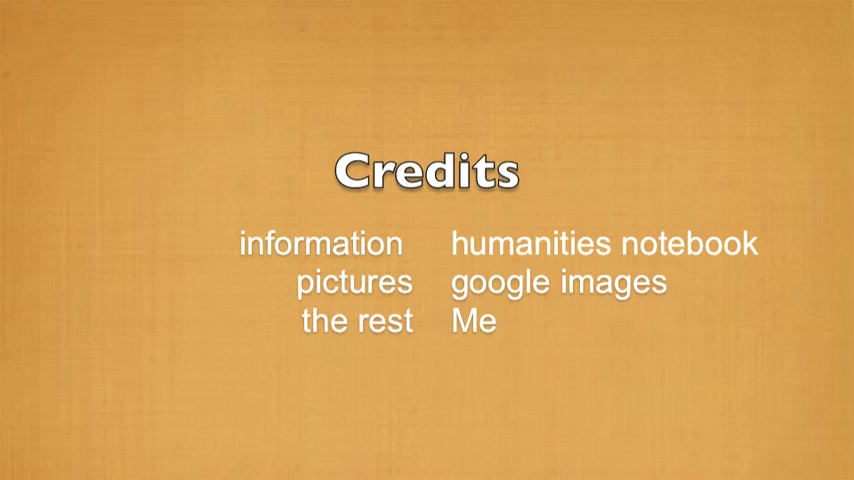 Credits
information humanities notebook
pictures google images
the rest Me